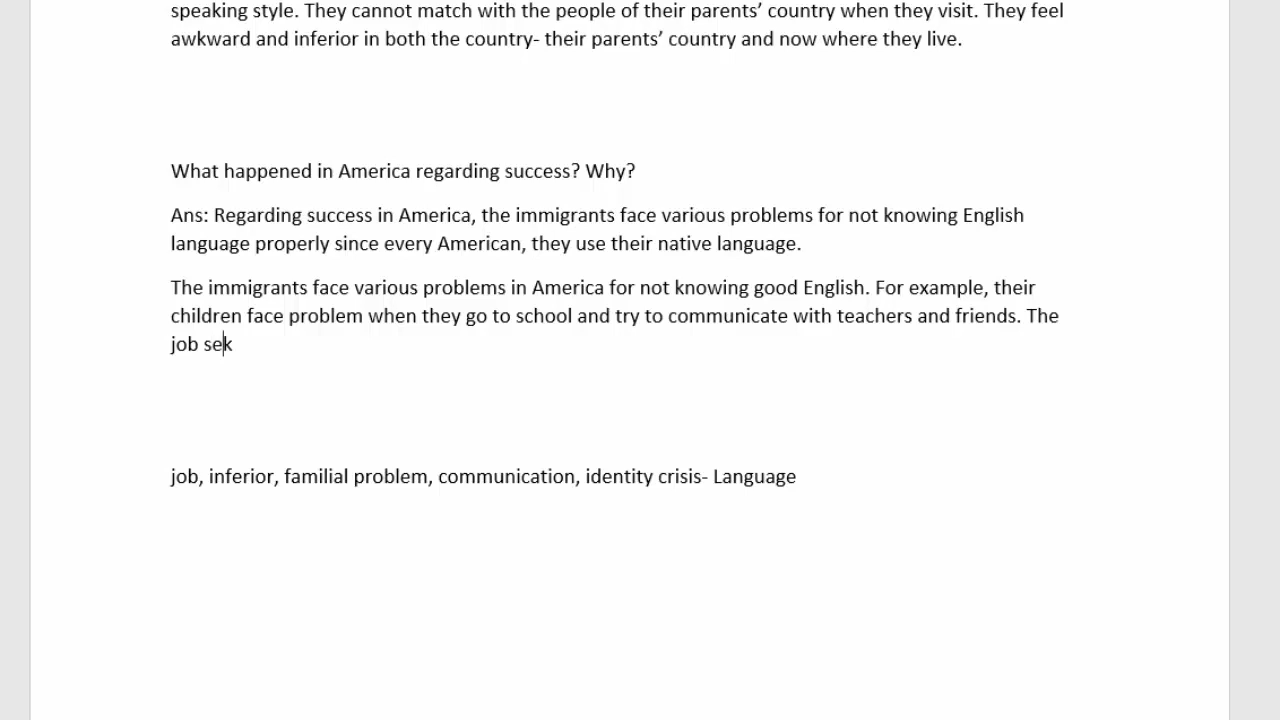 speaking style. They cannot match with the people of their parents’ country when they visit. They feel
awkward and inferior in both the country- their parents’ country and now where they live.
What happened in America regarding success? Why?
Ans: Regarding success in America, the immigrants face various problems for not knowing English
language properly since every American, they use their native language.
The immigrants face various problems in America for not knowing good English. For example, their
children face problem when they go to school and try to communicate with teachers and friends. The
job sek
job, inferior, familial problem, communication, identity crisis- Language